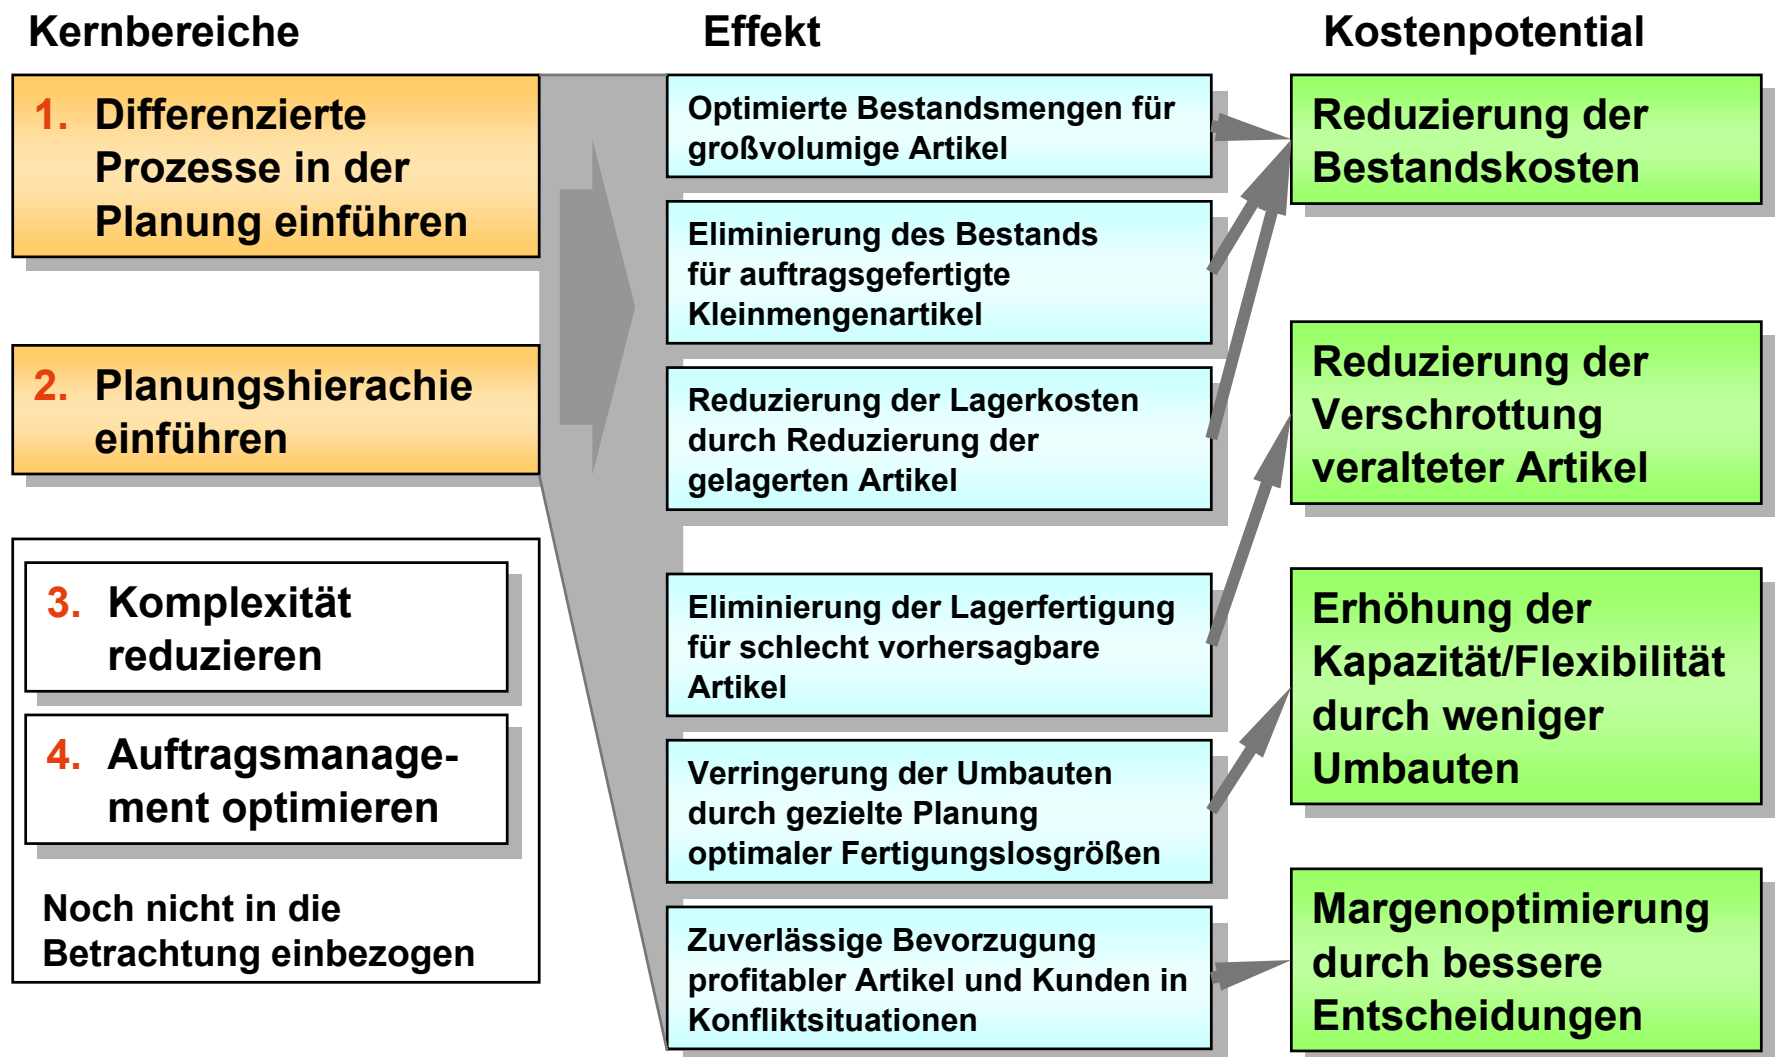 Kernbereiche
1. Differenzierte
Prozesse in der
Planung einführen
2. Planungshierachie
einführen
3. Komplexität
reduzieren
4. Auftragsmanage-
ment optimieren
Noch nicht in die
Betrachtung einbezogen
Effekt
Optimierte Bestandsmengen für
großvolumige Artikel
Eliminierung des Bestands
für auftragsgefertigte
Kleinmengenartikel
Reduzierung der Lagerkosten
durch Reduzierung der
gelagerten Artikel
Eliminierung der Lagerfertigung
für schlecht vorhersagbare
Artikel
Verringerung der Umbauten
durch gezielte Planung
optimaler Fertigungslosgrößen
Zuverlässige Bevorzugung
profitabler Artikel und Kunden in
Konfliktsituationen
Kostenpotential
Reduzierung der
Bestandskosten
Reduzierung der
Verschrottung
veralteter Artikel
Erhöhung der
Kapazität/Flexibilität
durch weniger
Umbauten
Margenoptimierung
durch bessere
Entscheidungen